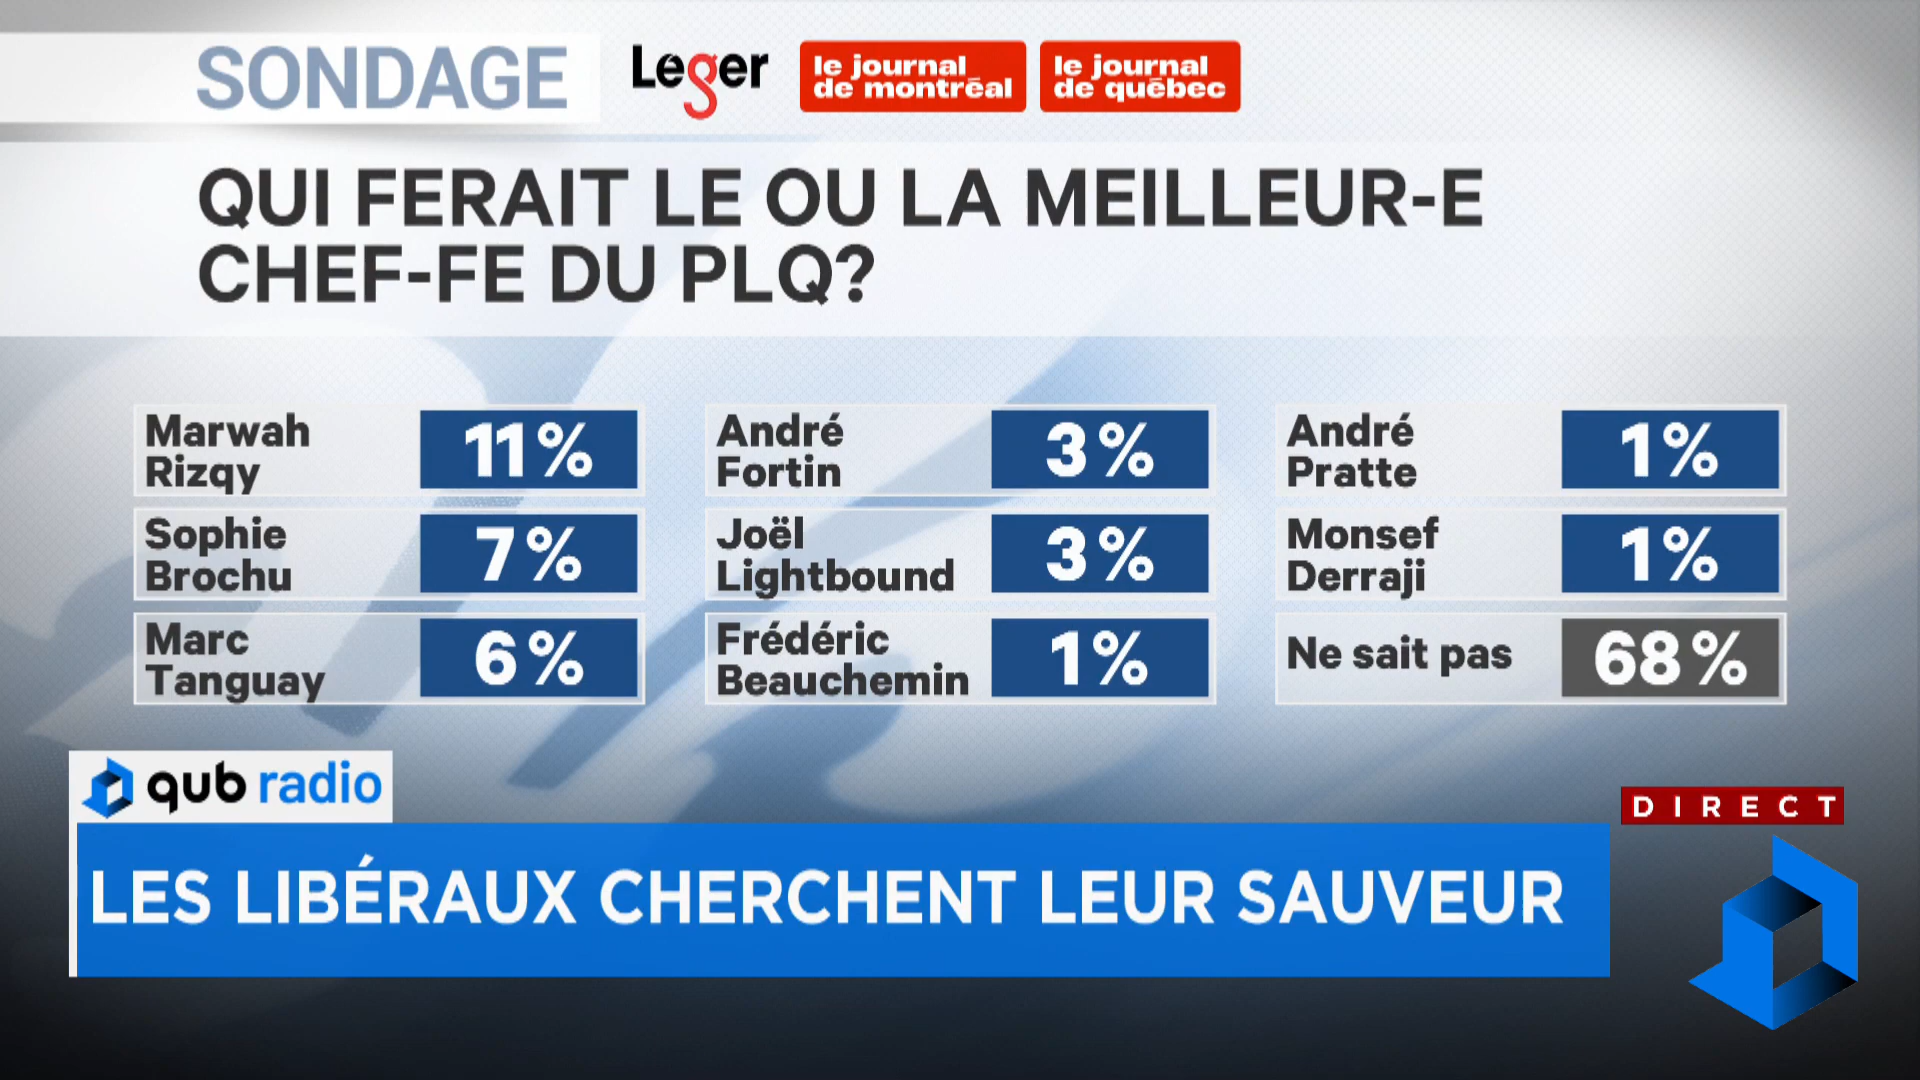 SONDAGE
Léger
le journal
de montréal
le journal
de québec
QUI FERAIT LE OU LA MEILLEUR-E
CHEF-FE DU PLQ?
Marwah
Rizqy
11%
Sophie
Brochu
7%
Marc
Tanguay
6%
André
Fortin
3%
Joël
Lightbound
3%
Frédéric
Beauchemin
1%
André
Pratte
1%
Monsef
Derraji
1%
Ne sait pas
68%
qub radio
DIRECT
LES LIBÉRAUX CHERCHENT LEUR SAUVEUR